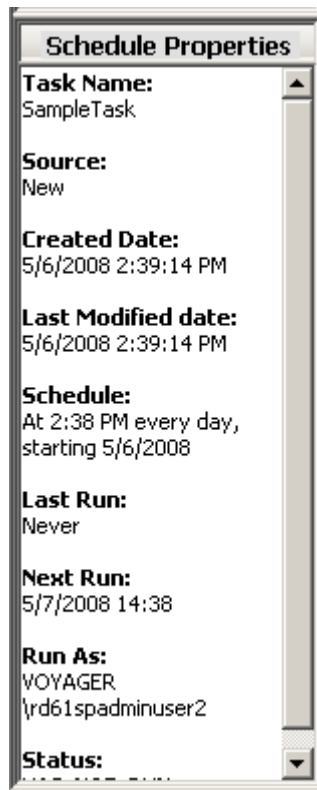 Schedule Properties
Task Name:
SampleTask
Source:
New
Created Date:
5/6/2008 2:39:14 PM
Last Modified date:
5/6/2008 2:39:14 PM
Schedule:
At 2:38 PM every day,
starting 5/6/2008
Last Run:
Never
Next Run:
5/7/2008 14:38
Run As:
VOYAGER
\rd61spadminuser2
Status: